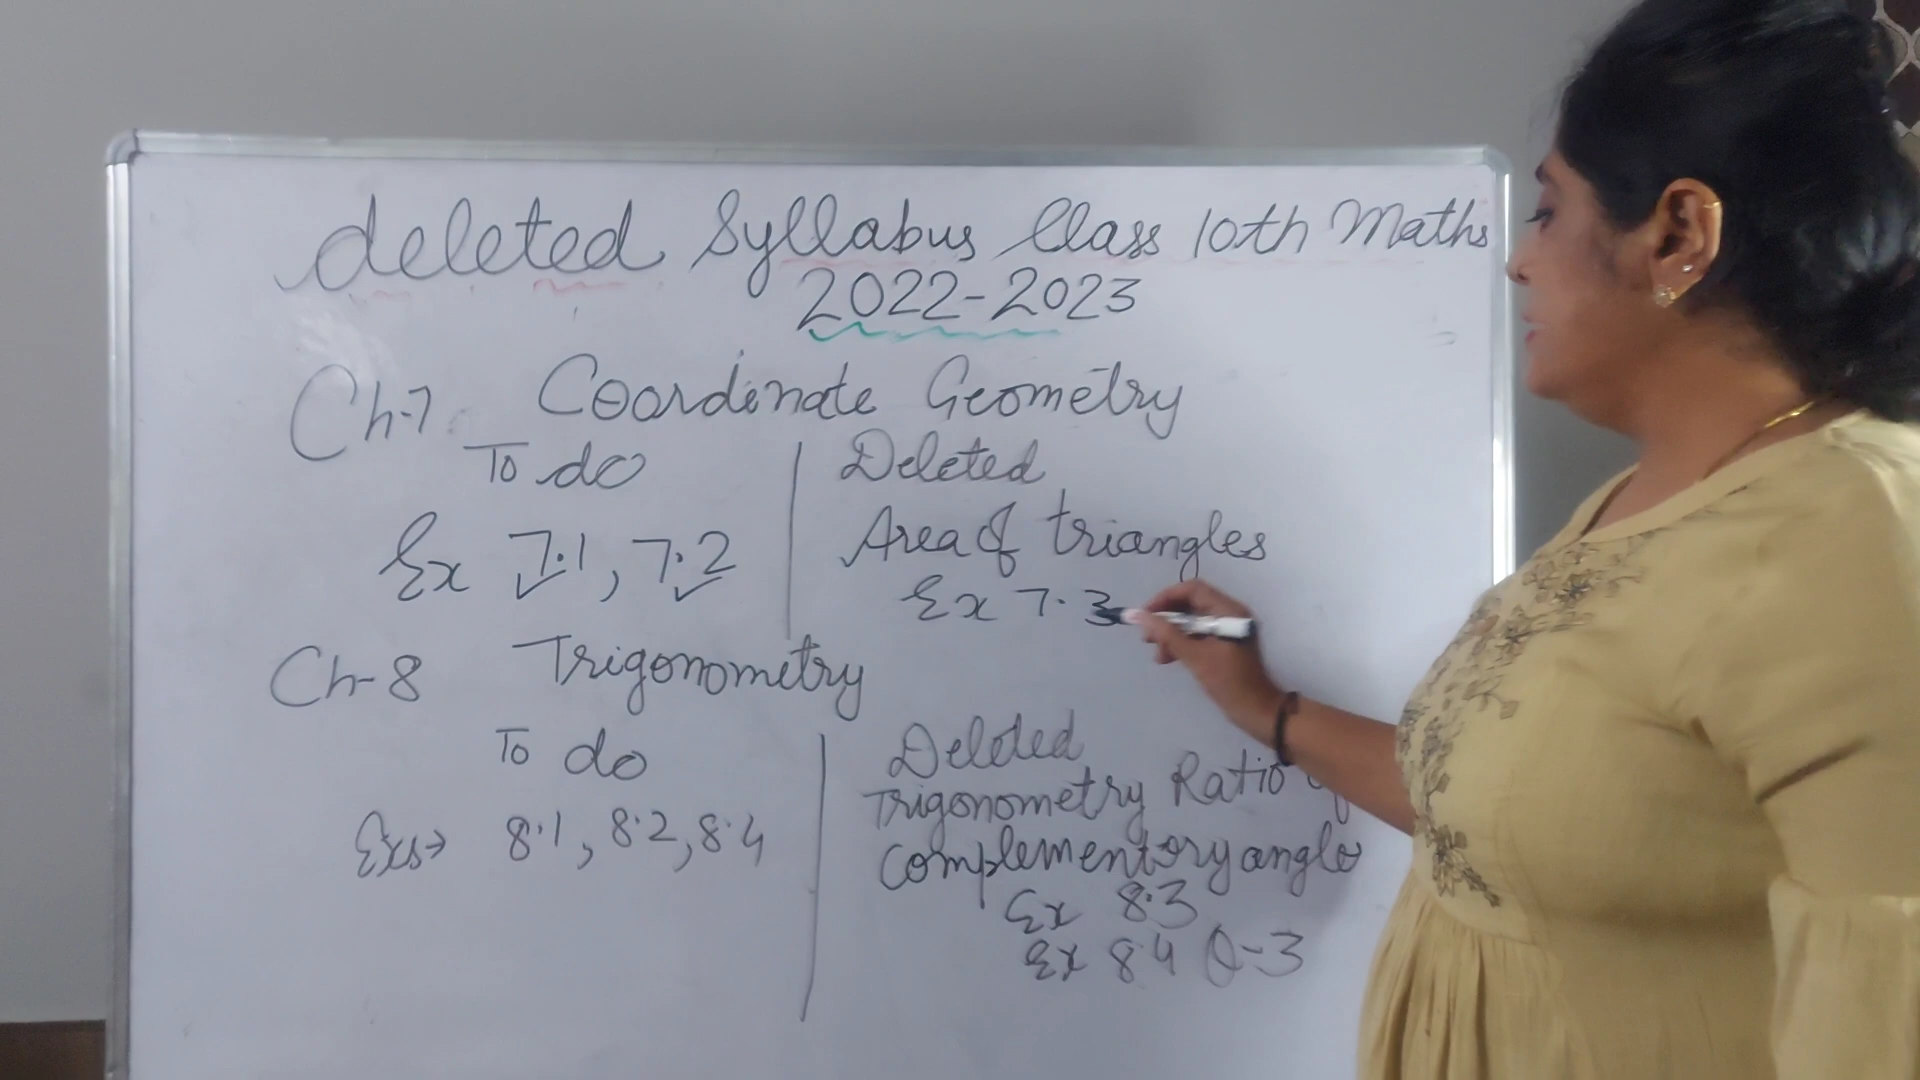 deleted Syllabus Class 10th Maths
2022-2023
Ch-7 Coordinate Geometry
To do
Ex 7.1, 7.2
Deleted
Area of triangles
Ex 7.3
Ch-8 Trigonometry
To do
Exs→ 8.1, 8.2, 8.4
Deleted
Trigonometry Ratio of
Complementory angle
Ex 8.3
Ex 8.4 Q-3